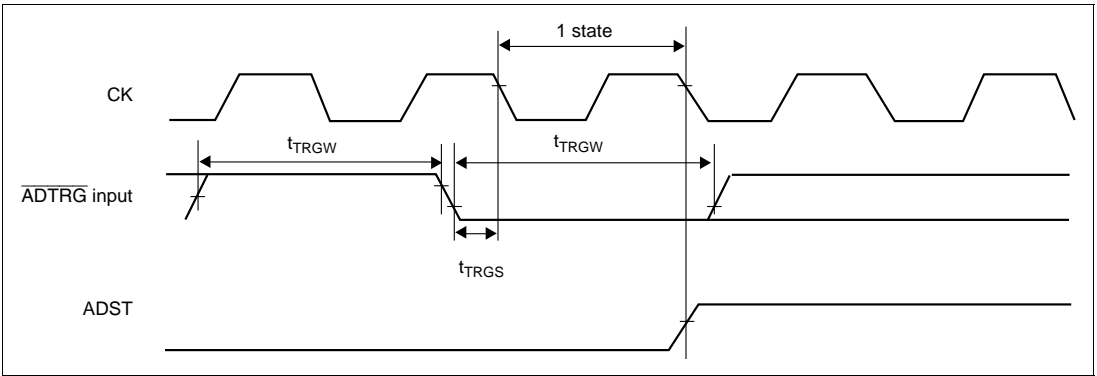 1 state
CK
tTRGW
tTRGW
ADTRG input
tTRGS
ADST